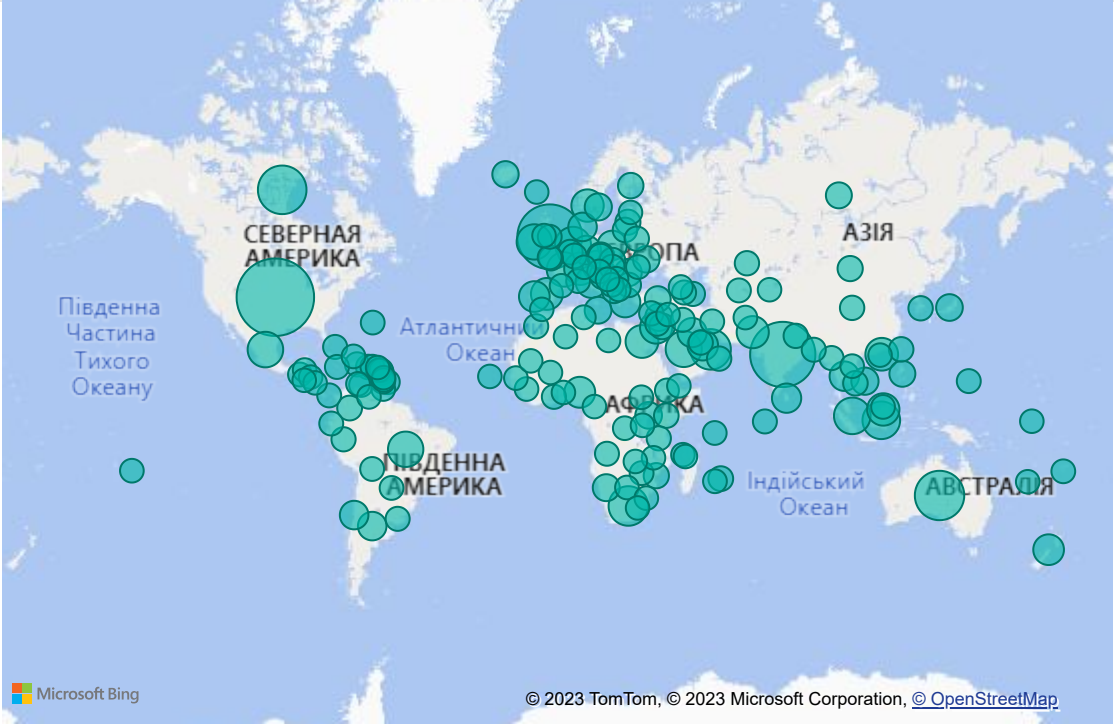 СЕВЕРНАЯ
АМЕРИКА
ЕВРОПА
АЗІЯ
Південна
Частина
Тихого
Океану
Атлантичний
Океан
АФРИКА
ПІВДЕННА
АМЕРИКА
Індійський
Океан
АВСТРАЛІЯ
Microsoft Bing
© 2023 TomTom, © 2023 Microsoft Corporation, © OpenStreetMap